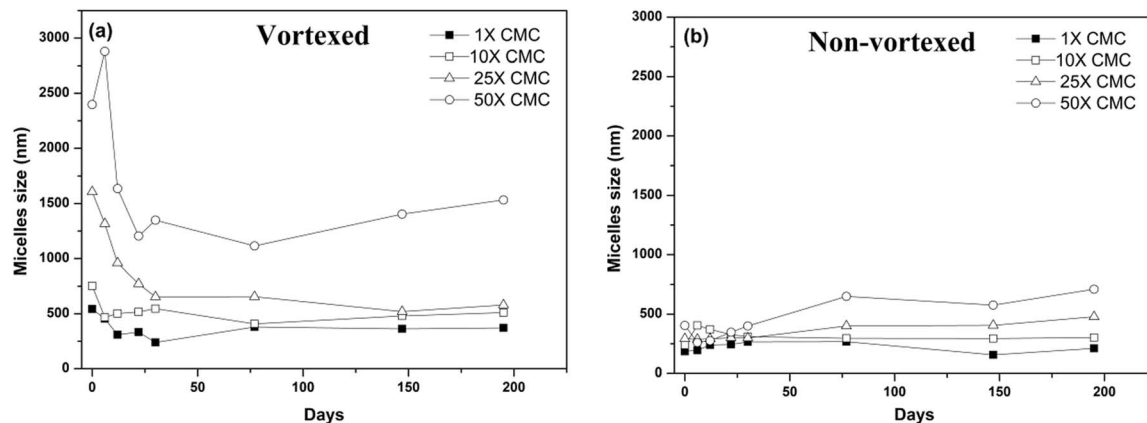 (a) Vortexed
1X CMC
10X CMC
25X CMC
50X CMC
Micelles size (nm)
3000
2500
2000
1500
1000
500
0
0 50 100 150 200
Days
(b) Non-vortexed
1X CMC
10X CMC
25X CMC
50X CMC
Micelles size (nm)
3000
2500
2000
1500
1000
500
0
0 50 100 150 200
Days